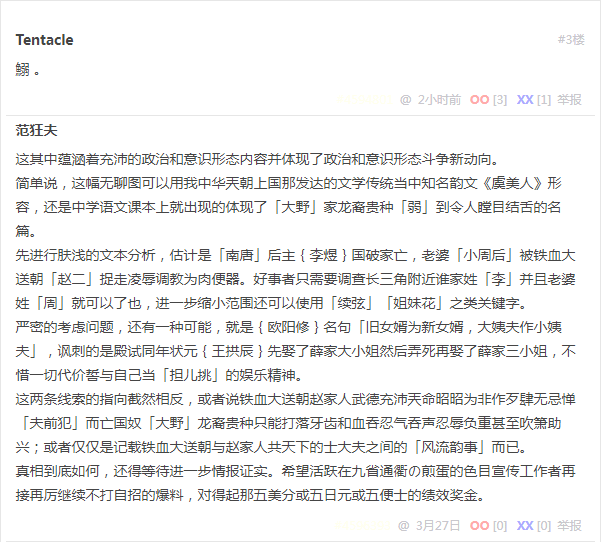 Tentacle #3楼
鰯 。
@ 2小时前 OO [3] XX [1] 举报
范狂夫
这其中蕴涵着充沛的政治和意识形态内容并体现了政治和意识形态斗争新动向。
简单说，这幅无聊图可以用我中华天朝上国那发达的文学传统当中知名韵文《虞美人》形
容，还是中学语文课本上就出现的体现了「大野」家龙裔贵种「弱」到令人瞠目结舌的名
篇。
先进行肤浅的文本分析，估计是「南唐」后主｛李煜｝国破家亡，老婆「小周后」被铁血大
送朝「赵二」捉走凌辱调教为肉便器。好事者只需要调查长三角附近谁家姓「李」并且老婆
姓「周」就可以了也，进一步缩小范围还可以使用「续弦」「姐妹花」之类关键字。
严密的考虑问题，还有一种可能，就是｛欧阳修｝名句「旧女婿为新女婿，大姨夫作小姨
夫」，讽刺的是殿试同年状元｛王拱辰｝先娶了薛家大小姐然后弄死再娶了薛家三小姐，不
惜一切代价誓与自己当「担儿挑」的娱乐精神。
这两条线索的指向截然相反，或者说铁血大送朝赵家人武德充沛天命昭昭为非作歹肆无忌惮
「夫前犯」而亡国奴「大野」龙裔贵种只能打落牙齿和血吞忍气吞声忍辱负重甚至吹箫助
兴；或者仅仅是记载铁血大送朝与赵家人共天下的士大夫之间的「风流韵事」而已。
真相到底如何，还得等待进一步情报证实。希望活跃在九省通衢の煎蛋的色目宣传工作者再
接再厉继续不打自招的爆料，对得起那五美分或五日元或五便士的绩效奖金。
@ 3月27日 OO [0] XX [0] 举报